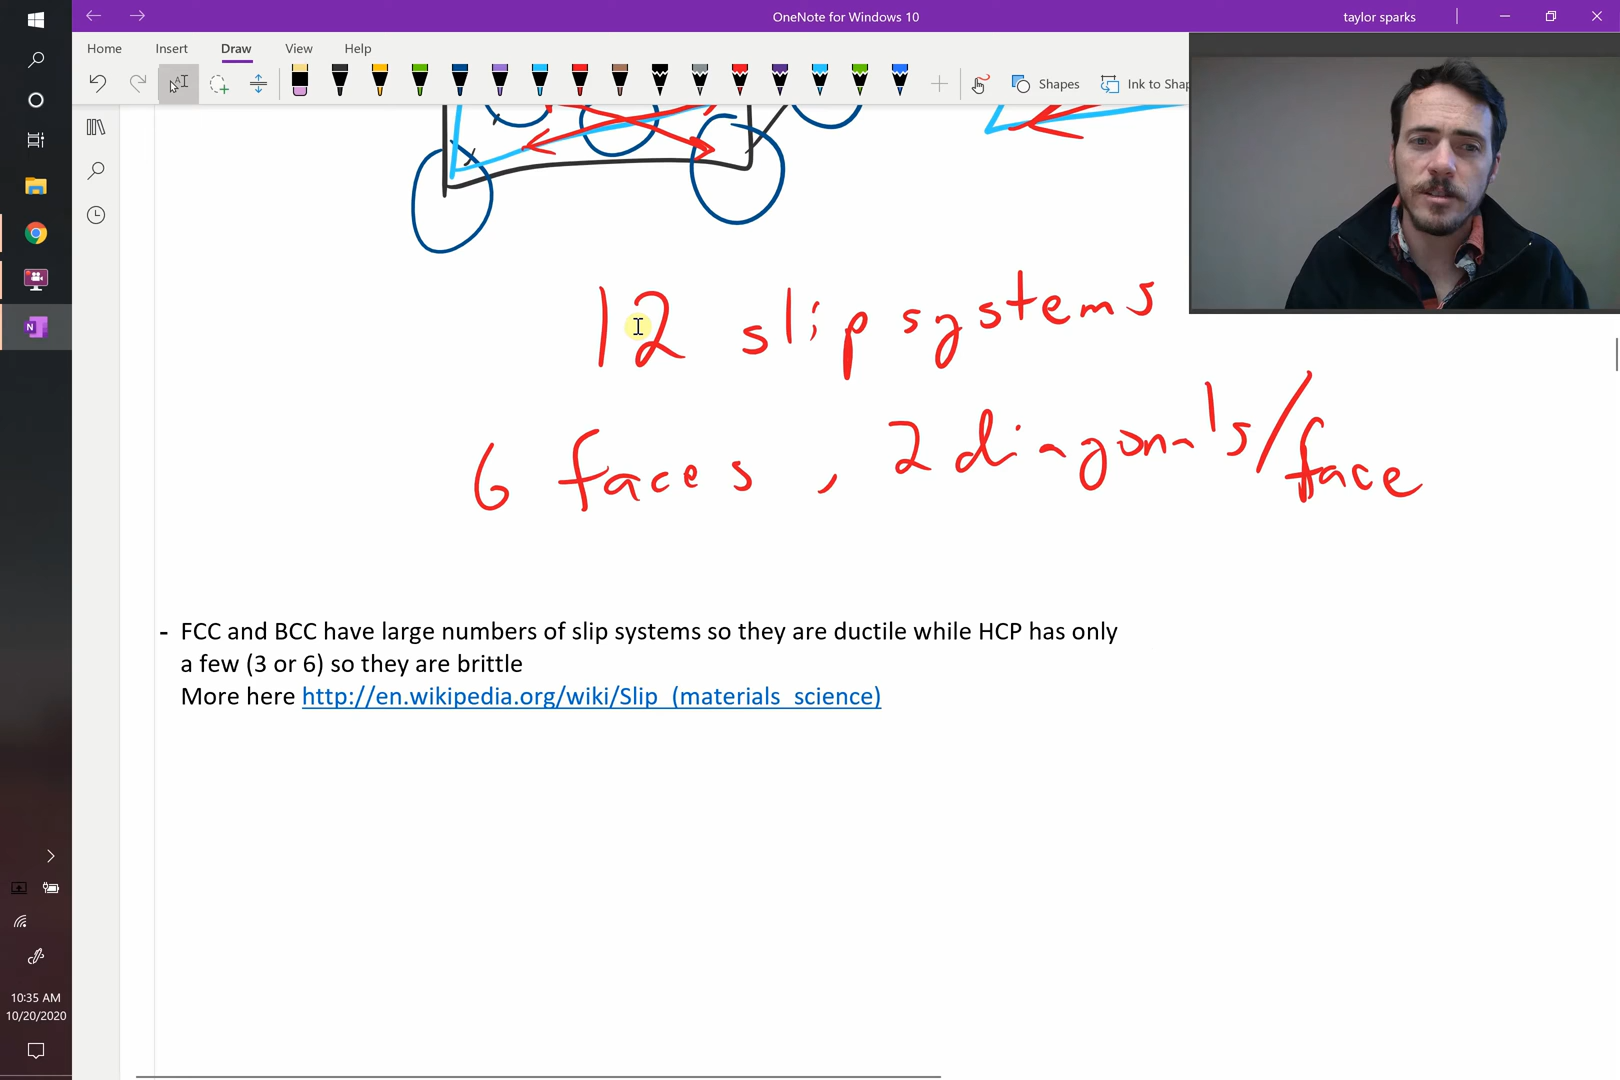 OneNote for Windows 10
taylor sparks
Home Insert Draw View Help
Shapes Ink to Shap
12 slip systems
6 faces, 2 diagonals/face
- FCC and BCC have large numbers of slip systems so they are ductile while HCP has only
a few (3 or 6) so they are brittle
More here http://en.wikipedia.org/wiki/Slip_(materials_science)
10:35 AM
10/20/2020